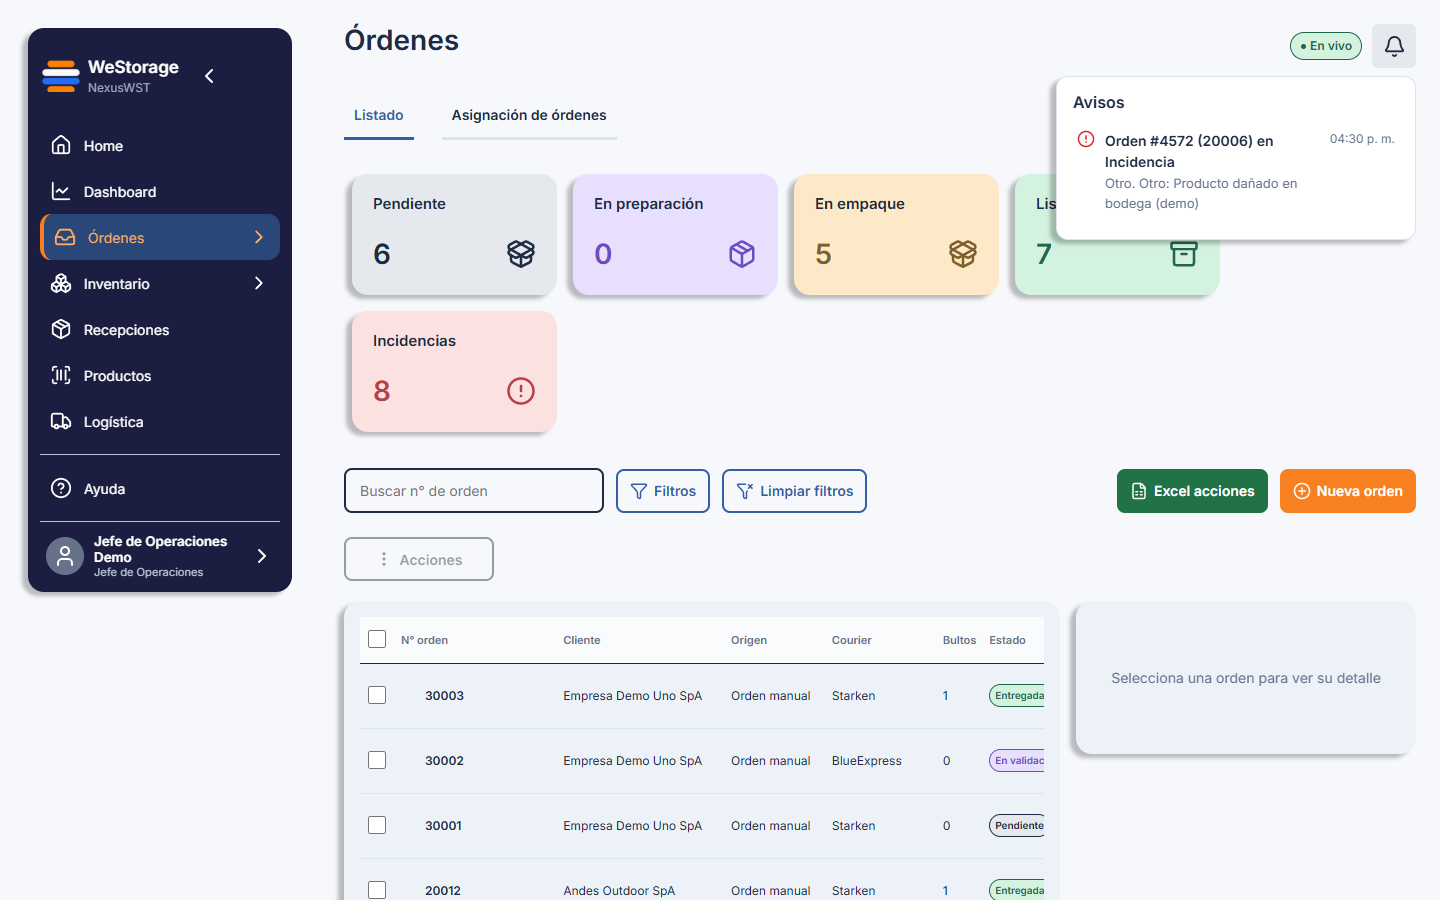 WeStorage
NexusWST
Home
Dashboard
Órdenes
Inventario
Recepciones
Productos
Logística
Ayuda
Jefe de Operaciones
Demo
Jefe de Operaciones
Órdenes
En vivo
Avisos
Orden #4572 (20006) en
Incidencia
04:30 p. m.
Otro. Otro: Producto dañado en
bodega (demo)
Listado
Asignación de órdenes
Pendiente
6
En preparación
0
En empaque
5
Lis
7
Incidencias
8
Buscar n° de orden
Filtros
Limpiar filtros
Excel acciones
Nueva orden
Acciones
N° orden Cliente Origen Courier Bultos Estado
30003 Empresa Demo Uno SpA Orden manual Starken 1 Entregada
30002 Empresa Demo Uno SpA Orden manual BlueExpress 0 En validac
30001 Empresa Demo Uno SpA Orden manual Starken 0 Pendiente
20012 Andes Outdoor SpA Orden manual Starken 1 Entregada
Selecciona una orden para ver su detalle